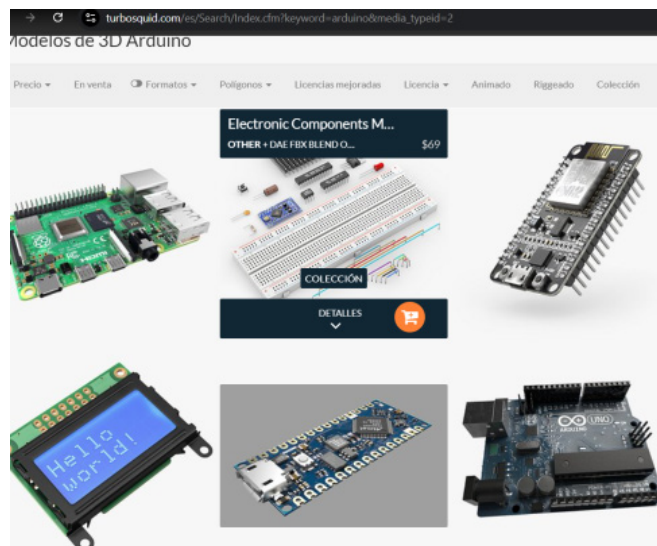 turbosquid.com/es/Search/Index.cfm?keyword=arduino&media_typeid=2
Modelos de 3D Arduino
Precio En venta Formatos Polígonos Licencias mejoradas Licencia Animado Riggeado Colección
Electronic Components M...
OTHER + DAE FBX BLEND O... $69
COLECCIÓN
DETALLES
Hello
world!
UNO
ARDUINO